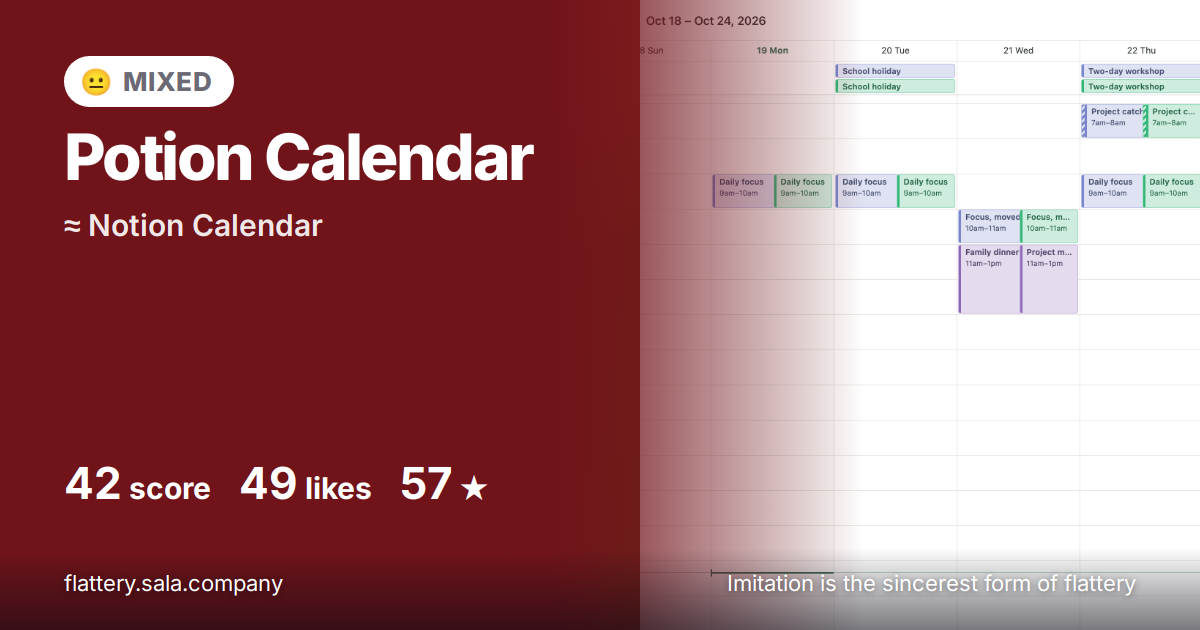 😐 MIXED
Potion Calendar
≈ Notion Calendar
42 score 49 likes 57 ★
flattery.sala.company
Oct 18 – Oct 24, 2026
8 Sun 19 Mon 20 Tue 21 Wed 22 Thu
School holiday Two-day workshop
School holiday Two-day workshop
Project catch Project c...
7am–8am 7am–8am
Daily focus Daily focus Daily focus Daily focus Daily focus Daily focus
9am–10am 9am–10am 9am–10am 9am–10am 9am–10am 9am–10am
Focus, moved Focus, m...
10am–11am 10am–11am
Family dinner Project m...
11am–1pm 11am–1pm
Imitation is the sincerest form of flattery